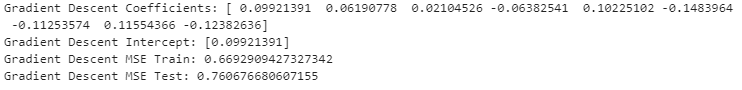 Gradient Descent Coefficients: [ 0.09921391  0.06190778  0.02104526 -0.06382541  0.10225102 -0.1483964
 -0.11253574  0.11554366 -0.12382636]
Gradient Descent Intercept: [0.09921391]
Gradient Descent MSE Train: 0.6692909427327342
Gradient Descent MSE Test: 0.760676680607155